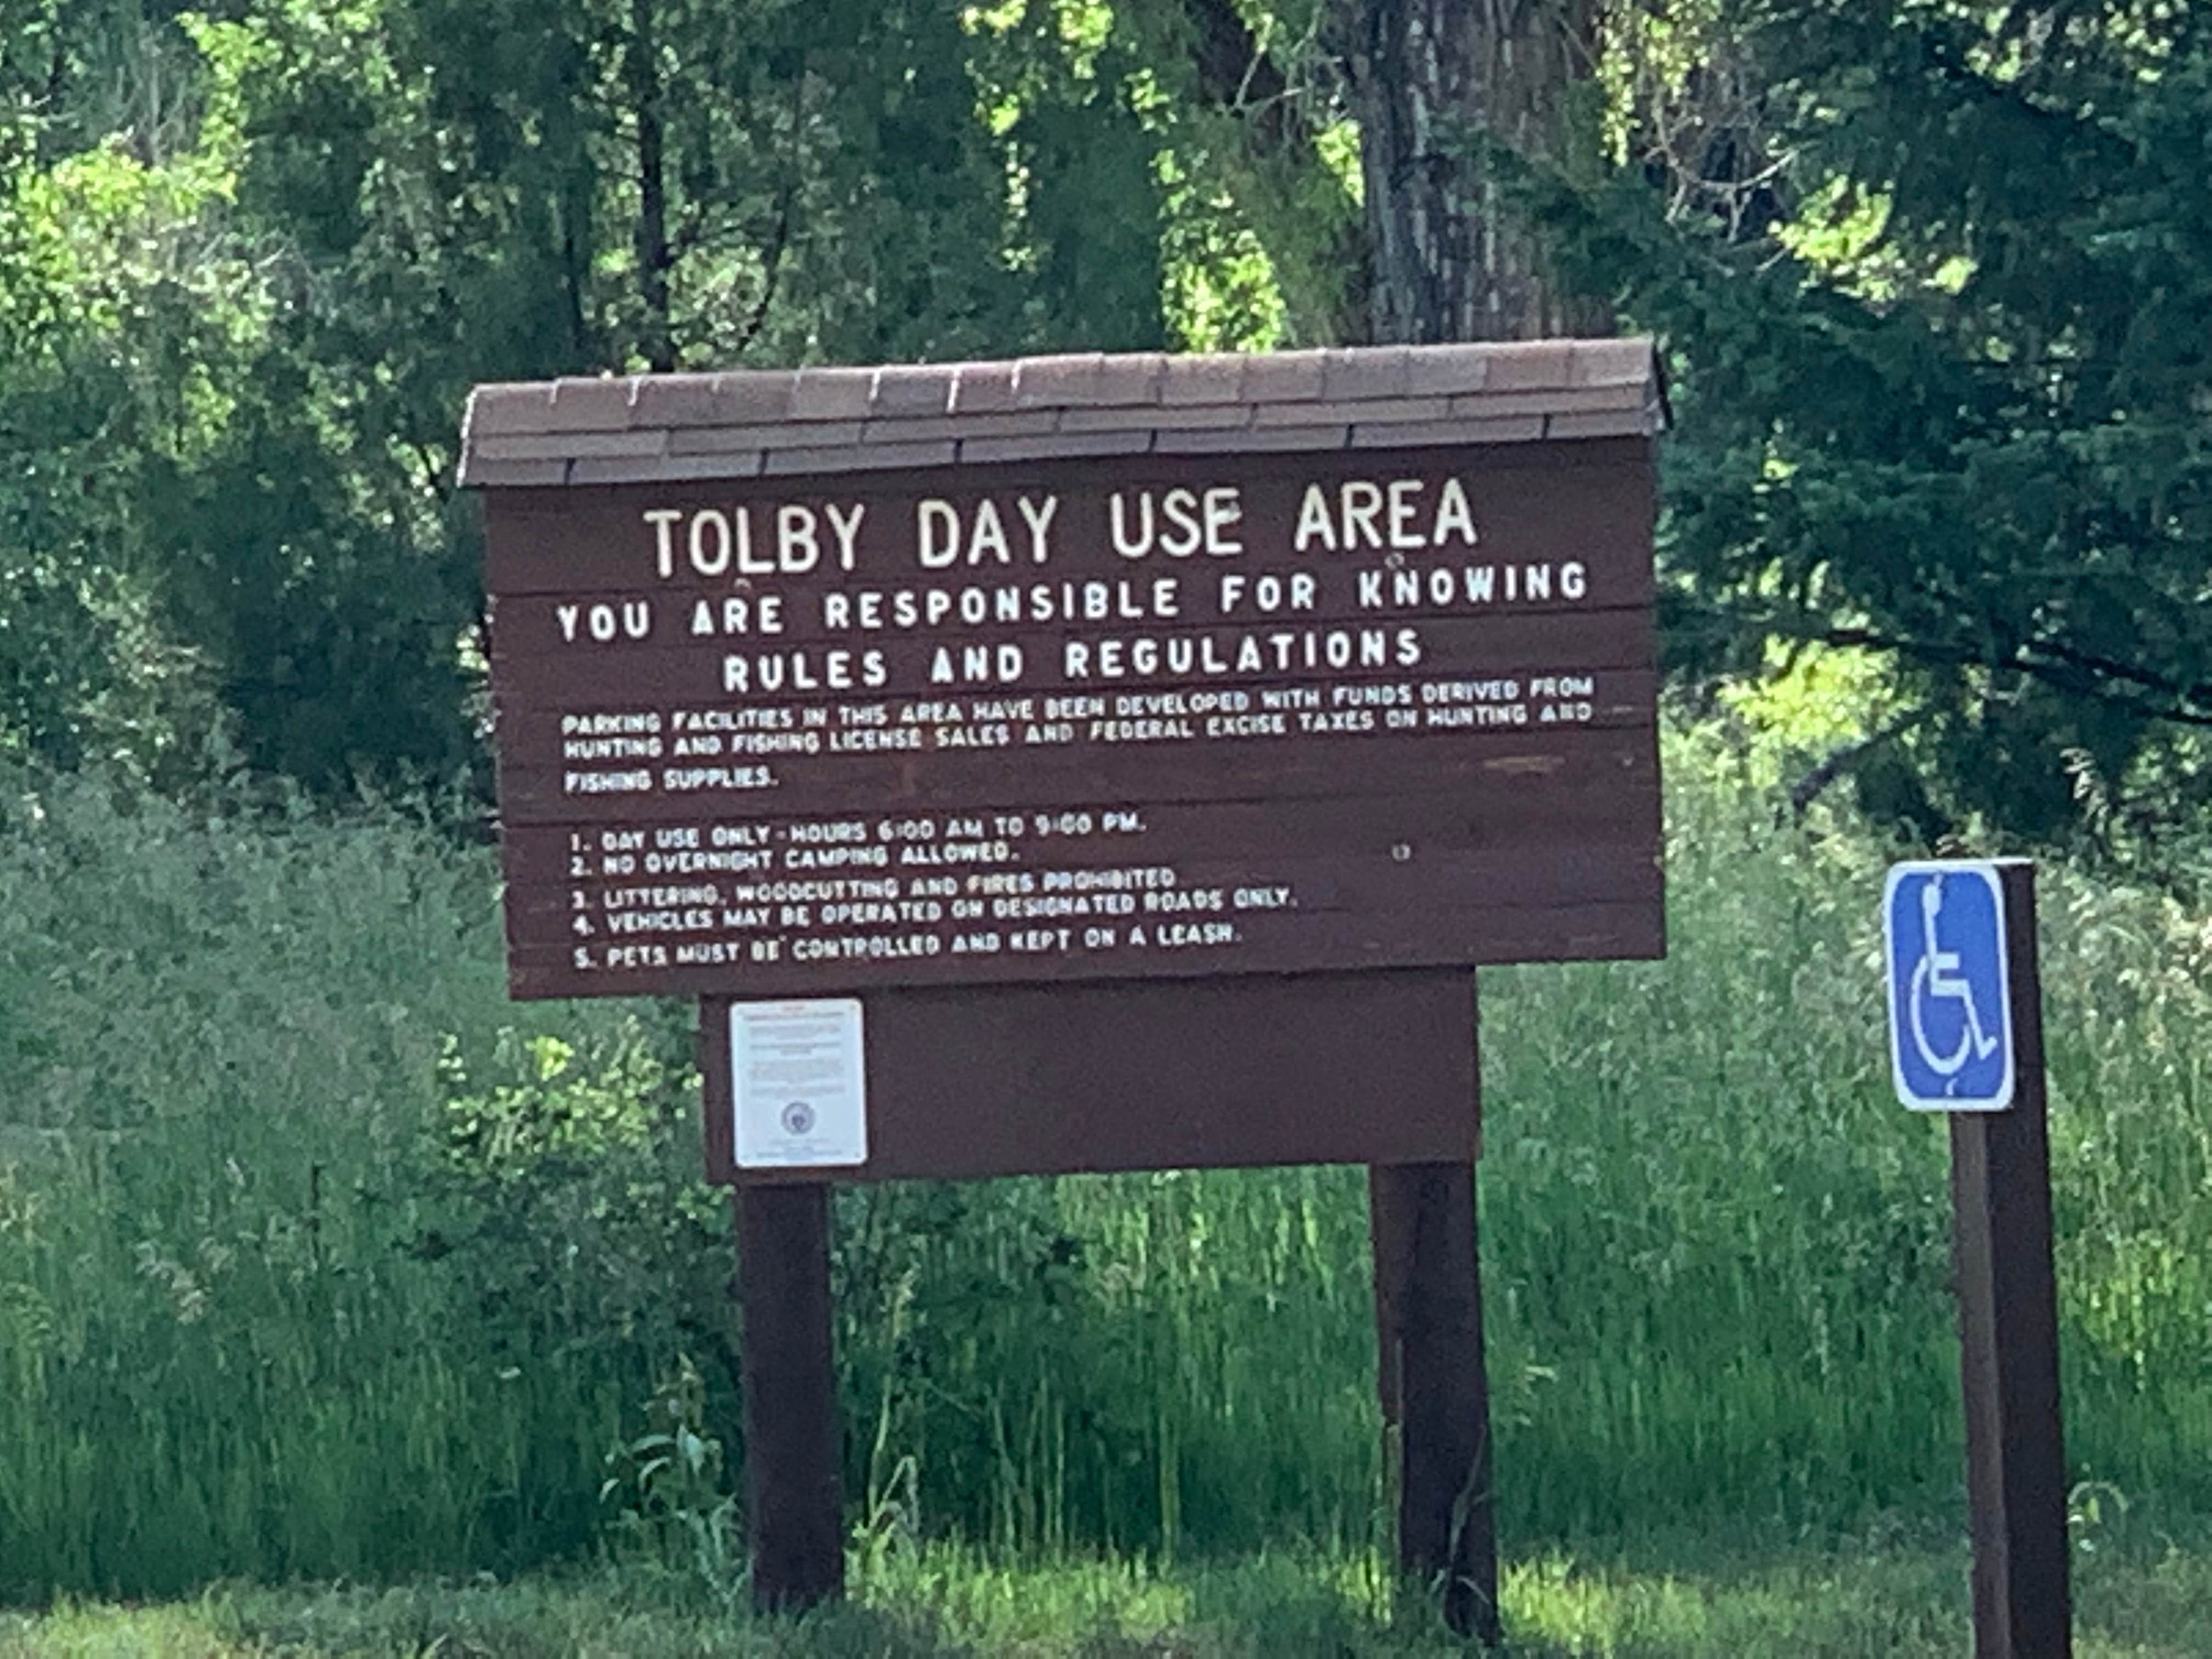 TOLBY DAY USE AREA
YOU ARE RESPONSIBLE FOR KNOWING
RULES AND REGULATIONS
PARKING FACILITIES IN THIS AREA HAVE BEEN DEVELOPED WITH FUNDS DERIVED FROM
HUNTING AND FISHING LICENSE SALES AND FEDERAL EXCISE TAXES ON HUNTING AND
FISHING SUPPLIES.
1. DAY USE ONLY - HOURS 6:00 AM TO 9:00 PM.
2. NO OVERNIGHT CAMPING ALLOWED.
3. LITTERING, WOODCUTTING AND FIRES PROHIBITED
4. VEHICLES MAY BE OPERATED ON DESIGNATED ROADS ONLY.
5. PETS MUST BE CONTROLLED AND KEPT ON A LEASH.